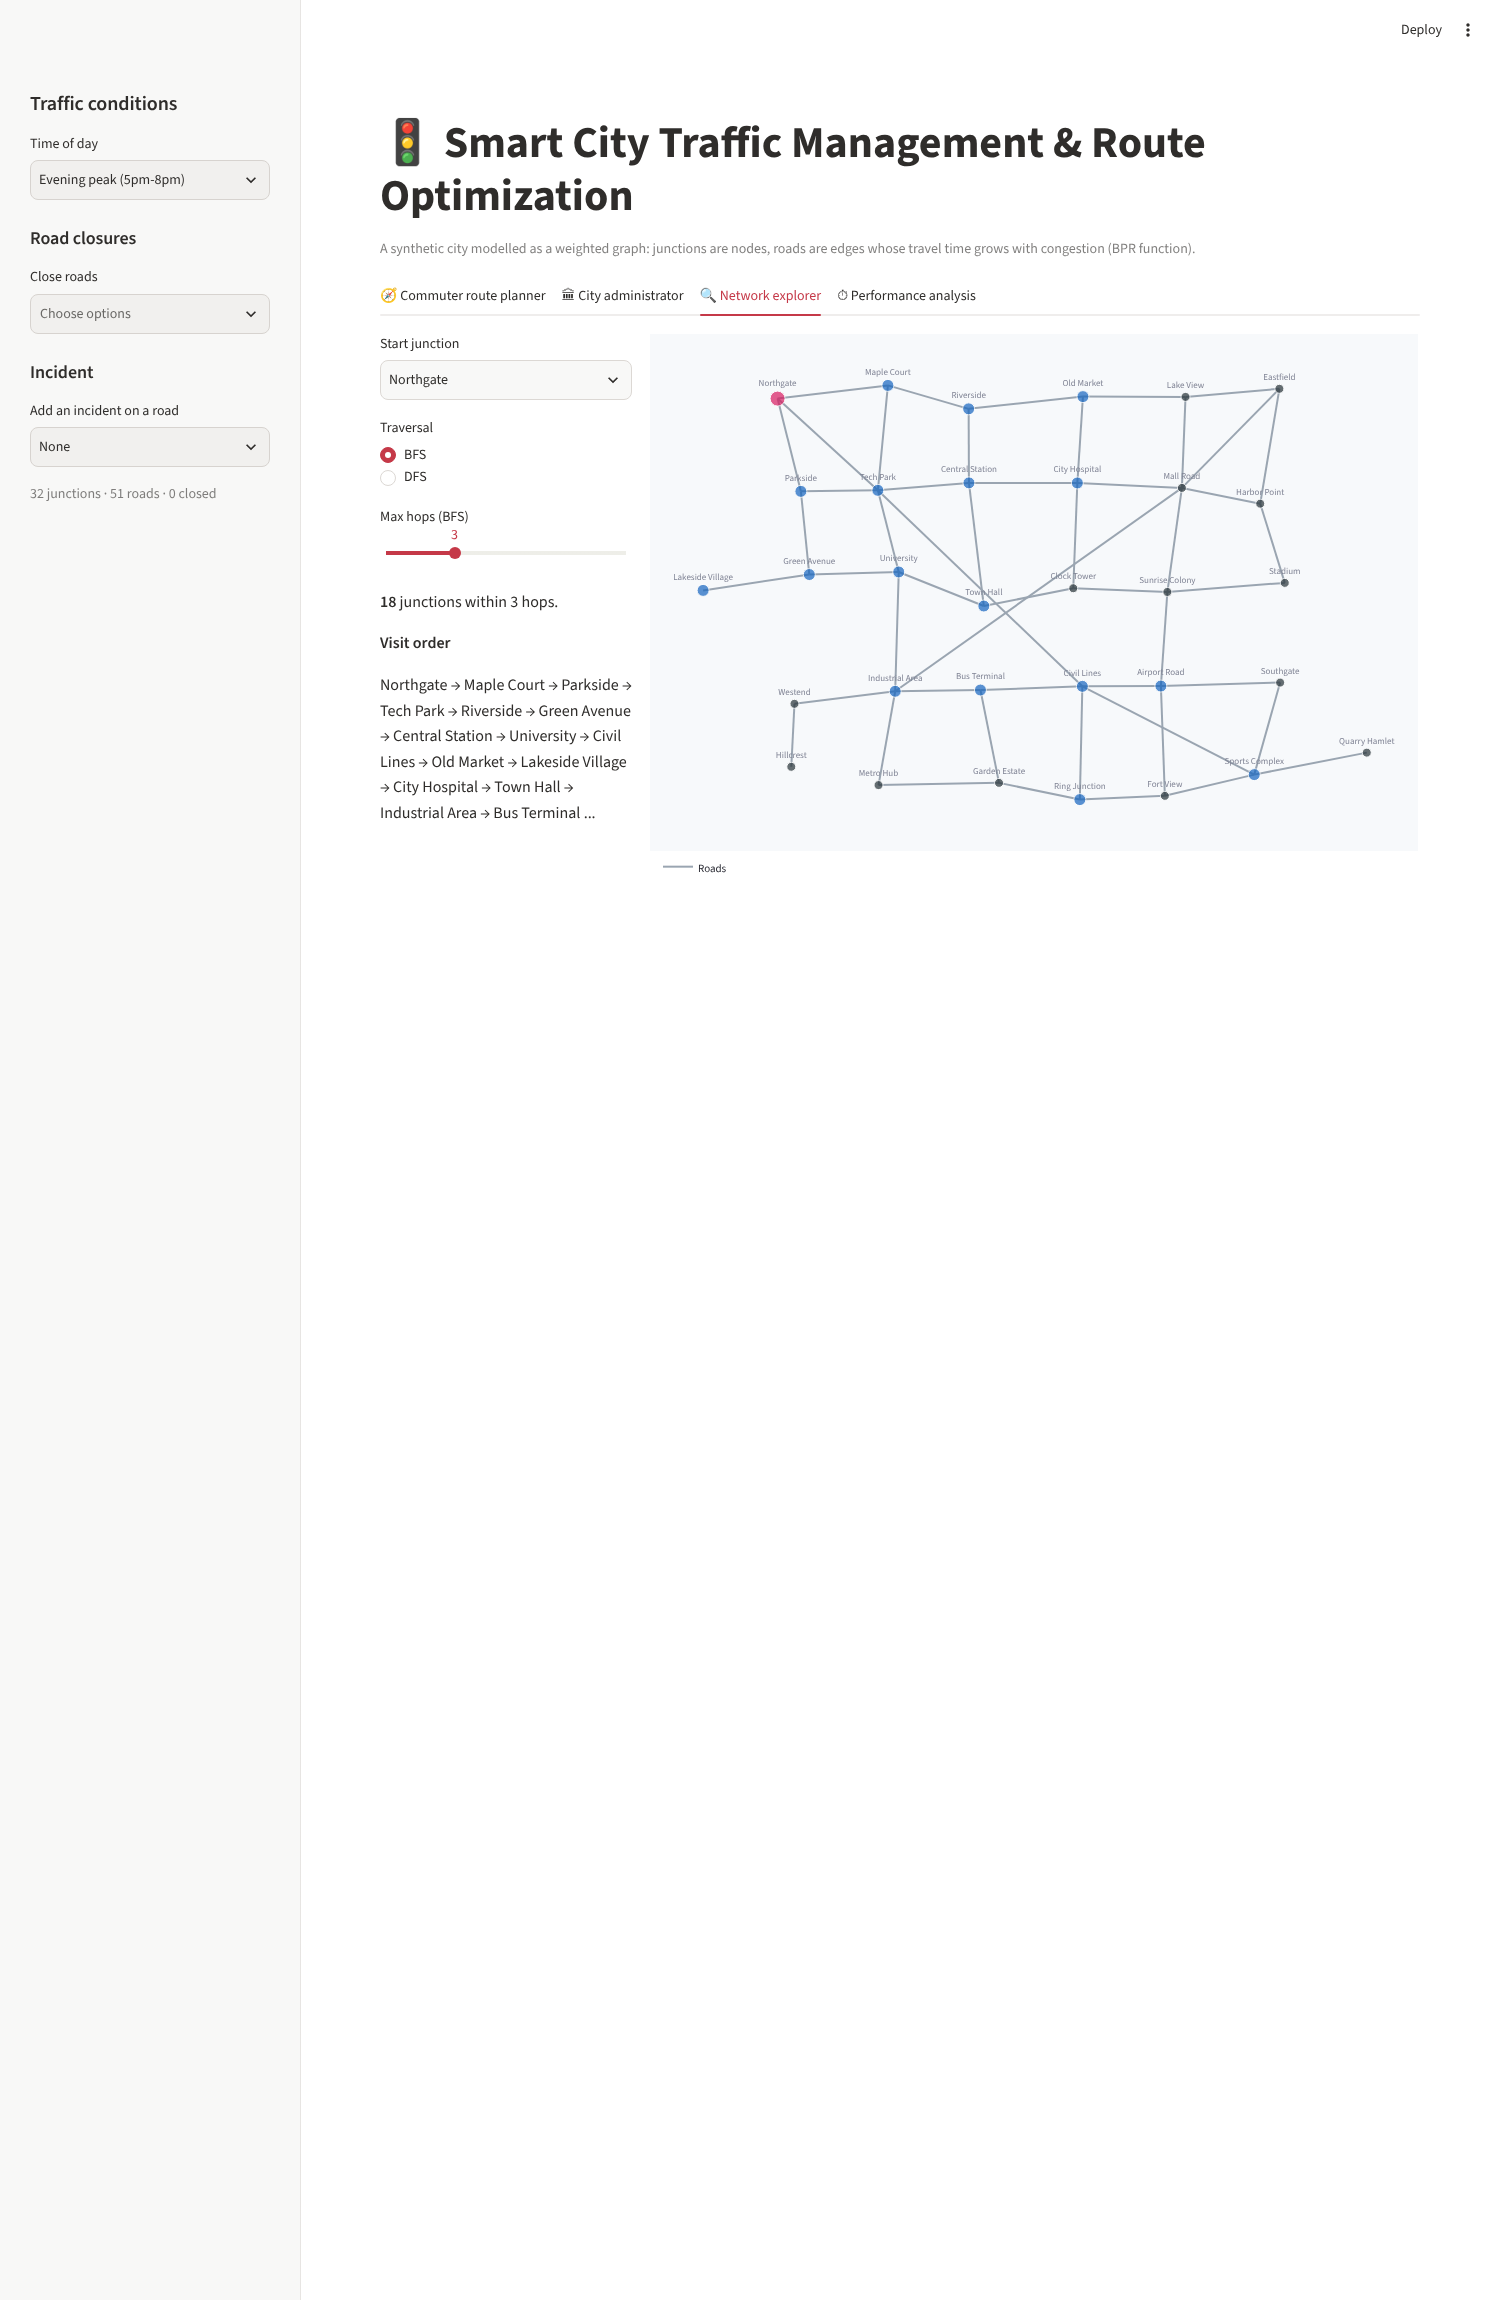 Deploy
Traffic conditions
Time of day
Evening peak (5pm-8pm)
Road closures
Close roads
Choose options
Incident
Add an incident on a road
None
32 junctions · 51 roads · 0 closed
Smart City Traffic Management & Route
Optimization
A synthetic city modelled as a weighted graph: junctions are nodes, roads are edges whose travel time grows with congestion (BPR function).
Commuter route planner
City administrator
Network explorer
Performance analysis
Start junction
Northgate
Traversal
BFS
DFS
Max hops (BFS)
3
18 junctions within 3 hops.
Visit order
Northgate → Maple Court → Parkside →
Tech Park → Riverside → Green Avenue
→ Central Station → University → Civil
Lines → Old Market → Lakeside Village
→ City Hospital → Town Hall →
Industrial Area → Bus Terminal ...
Maple Court
Northgate
Riverside
Old Market
Lake View
Eastfield
Parkside
Tech Park
Central Station
City Hospital
Mall Road
Harbor Point
Lakeside Village
Green Avenue
University
Town Hall
Clock Tower
Sunrise Colony
Stadium
Westend
Industrial Area
Bus Terminal
Civil Lines
Airport Road
Southgate
Hillcrest
Metro Hub
Garden Estate
Ring Junction
Fort View
Sports Complex
Quarry Hamlet
Roads